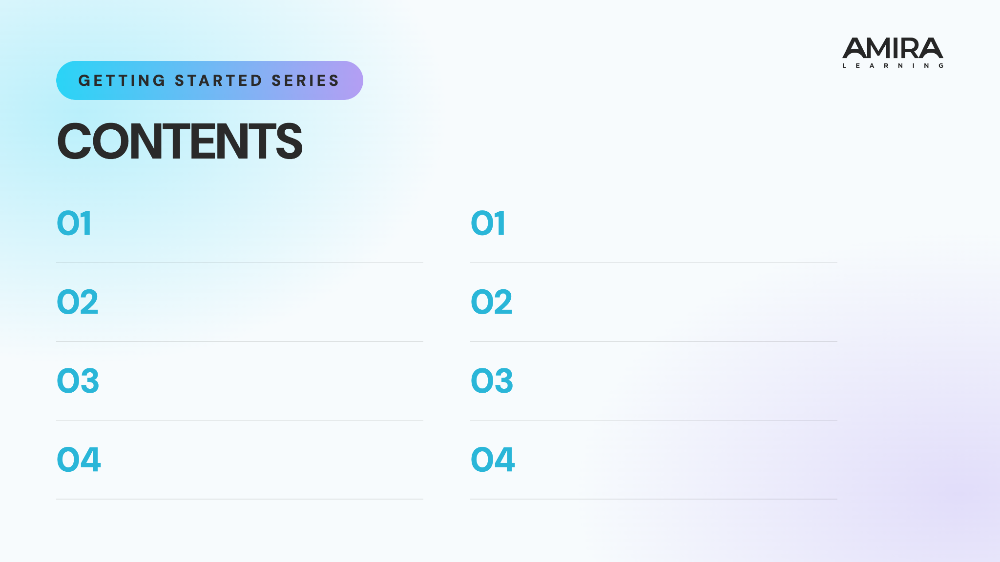 AMIRA
LEARNING
GETTING STARTED SERIES
CONTENTS
01
02
03
04
01
02
03
04